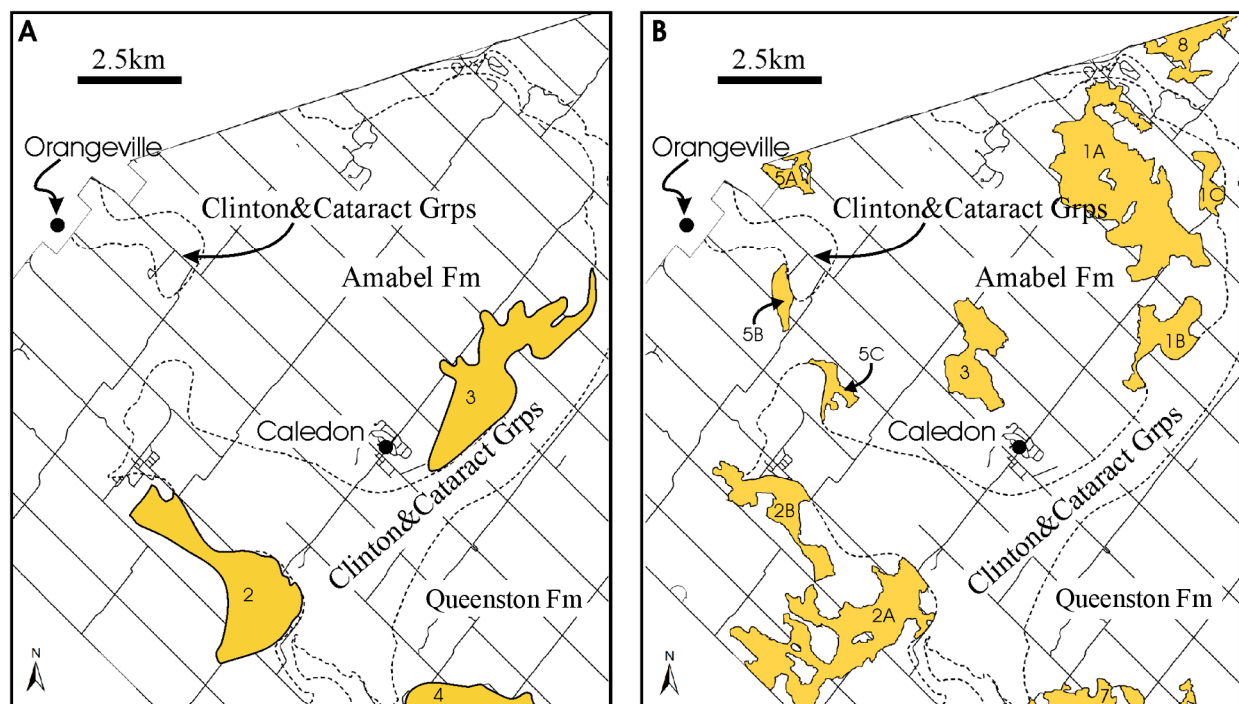 A
2.5km
Orangeville
Clinton&Cataract Grps
Amabel Fm
3
Caledon
Clinton&Cataract Grps
2
Queenston Fm
N
4
B
2.5km
8
Orangeville
1A
5A
1C
Clinton&Cataract Grps
Amabel Fm
5B
1B
5C
3
Caledon
2B
Clinton&Cataract Grps
2A
Queenston Fm
N
7